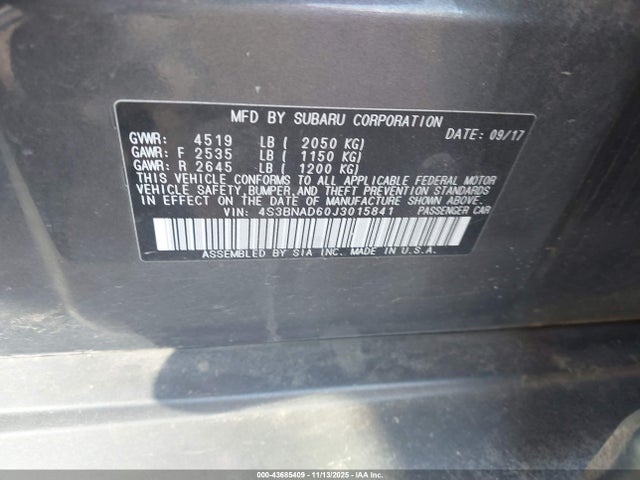 MFD BY SUBARU CORPORATION
DATE: 09/17
GVWR: 4519 LB ( 2050 KG)
GAWR: F 2535 LB ( 1150 KG)
GAWR: R 2645 LB ( 1200 KG)
THIS VEHICLE CONFORMS TO ALL APPLICABLE FEDERAL MOTOR
VEHICLE SAFETY, BUMPER, AND THEFT PREVENTION STANDARDS
IN EFFECT ON THE DATE OF MANUFACTURE SHOWN ABOVE.
VIN: 4S3BNAD60J3015841 PASSENGER CAR
ASSEMBLED BY SIA INC. MADE IN U.S.A.
000-43685409 - 11/13/2025 - IAA Inc.